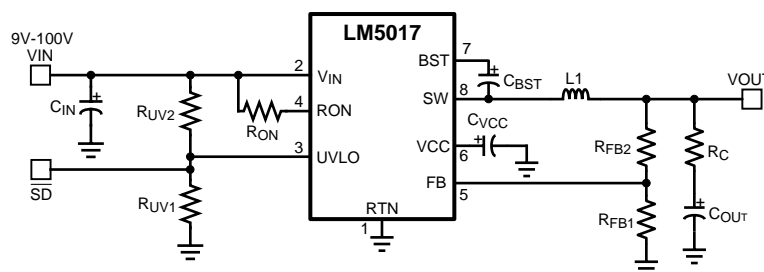 9V-100V
VIN
CIN
RUV2
RON
SD
RUV1
LM5017
2
VIN
4
RON
3
UVLO
RTN
1
BST
7
CBST
SW
8
L1
VOUT
CVCC
VCC
6
FB
5
RFB2
RC
RFB1
COUT